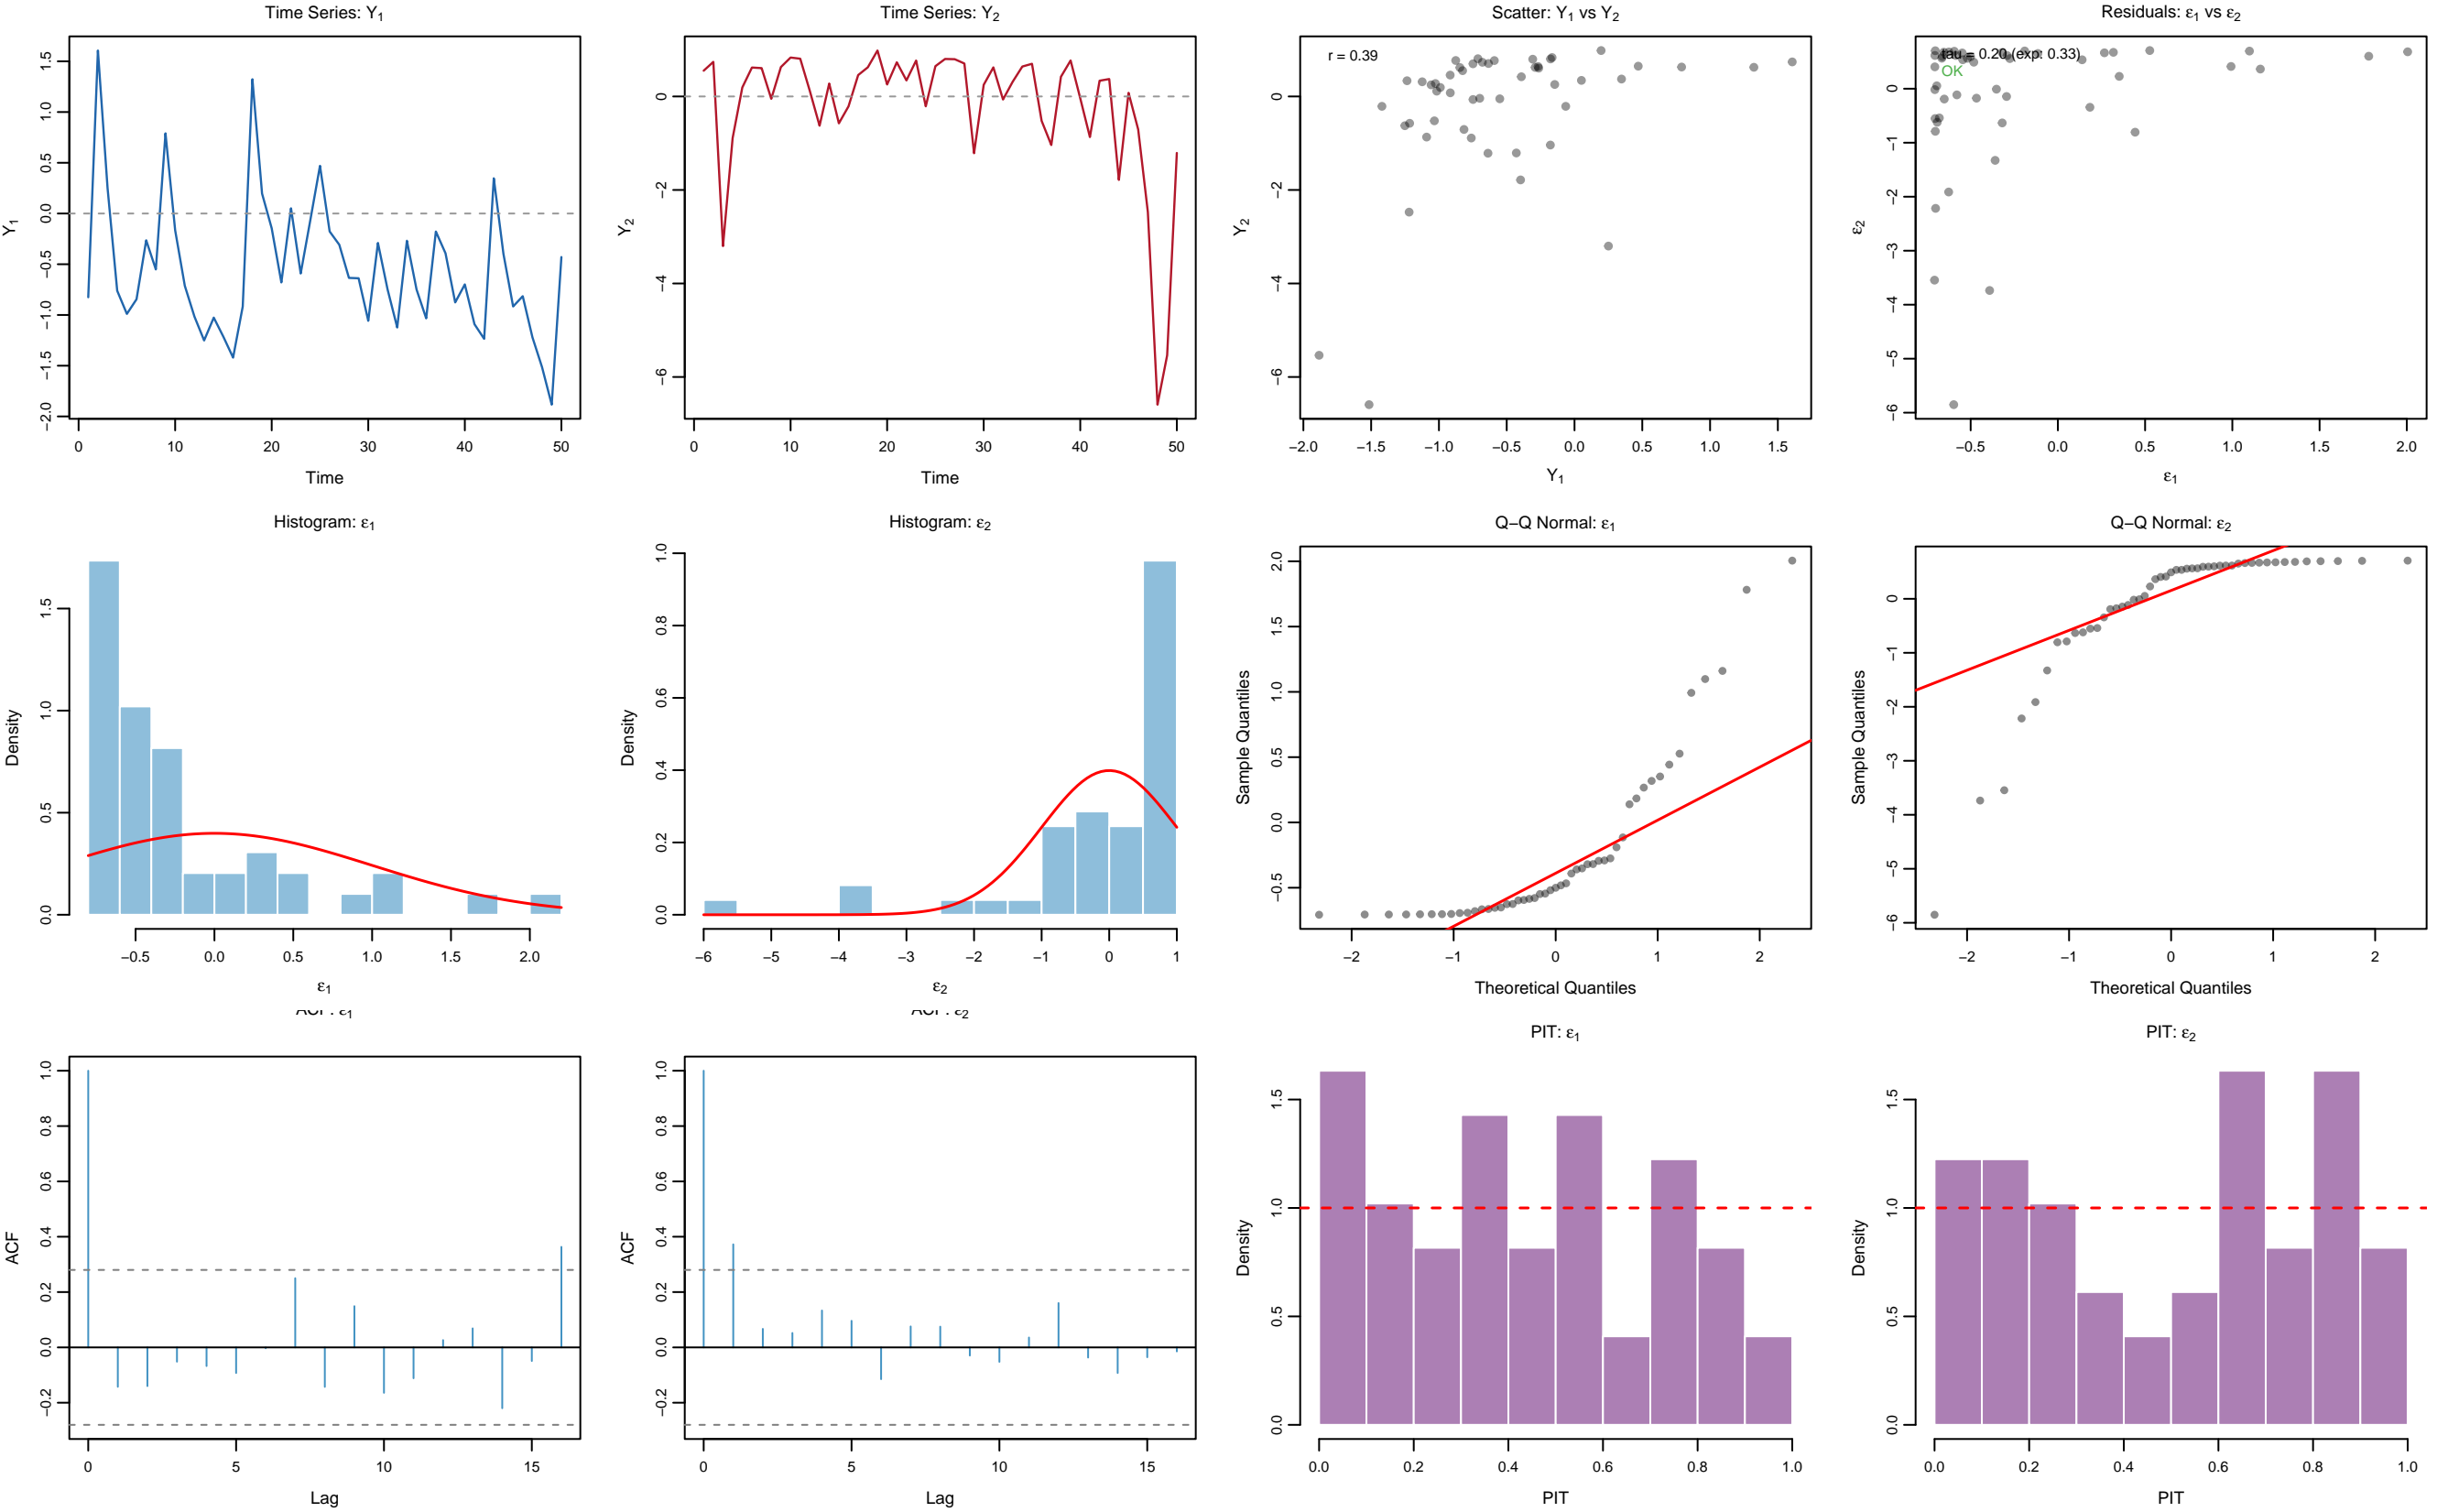 Time Series: Y1
1.5
1.0
0.5
0.0
−0.5
−1.0
−1.5
−2.0
Y1
0 10 20 30 40 50
Time
Time Series: Y2
0
−2
−4
−6
Y2
0 10 20 30 40 50
Time
Scatter: Y1 vs Y2
r = 0.39
0
−2
−4
−6
Y2
−2.0 −1.5 −1.0 −0.5 0.0 0.5 1.0 1.5
Y1
Residuals: ε1 vs ε2
tau = 0.20 (exp: 0.33)
OK
0
−1
−2
−3
−4
−5
−6
ε2
−0.5 0.0 0.5 1.0 1.5 2.0
ε1
Histogram: ε1
1.5
1.0
0.5
0.0
Density
−0.5 0.0 0.5 1.0 1.5 2.0
ε1
Histogram: ε2
1.0
0.8
0.6
0.4
0.2
0.0
Density
−6 −5 −4 −3 −2 −1 0 1
ε2
Q−Q Normal: ε1
2.0
1.5
1.0
0.5
0.0
−0.5
Sample Quantiles
−2 −1 0 1 2
Theoretical Quantiles
Q−Q Normal: ε2
0
−1
−2
−3
−4
−5
−6
Sample Quantiles
−2 −1 0 1 2
Theoretical Quantiles
ACF: ε1
1.0
0.8
0.6
0.4
0.2
0.0
−0.2
ACF
0 5 10 15
Lag
ACF: ε2
1.0
0.8
0.6
0.4
0.2
0.0
−0.2
ACF
0 5 10 15
Lag
PIT: ε1
1.5
1.0
0.5
0.0
Density
0.0 0.2 0.4 0.6 0.8 1.0
PIT
PIT: ε2
1.5
1.0
0.5
0.0
Density
0.0 0.2 0.4 0.6 0.8 1.0
PIT